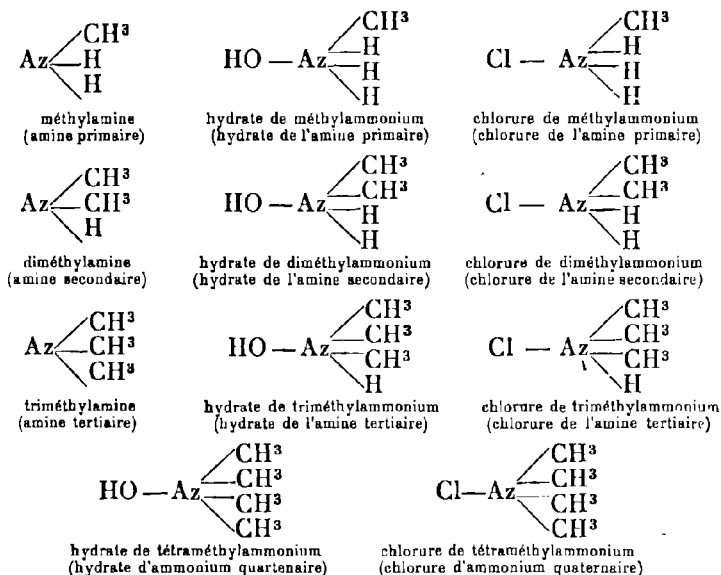 CH³ CH³ CH³
H H H
Az HO — Az H Cl — Az H
H H H
méthylamine hydrate de méthylammonium chlorure de méthylammonium
(amine primaire) (hydrate de l'amine primaire) (chlorure de l'amine primaire)
CH³ CH³ CH³
CH³ CH³ CH³
Az HO — Az H Cl — Az H
H H H
diméthylamine hydrate de diméthylammonium chlorure de diméthylammonium
(amine secondaire) (hydrate de l'amine secondaire) (chlorure de l'amine secondaire)
CH³ CH³ CH³
CH³ CH³ CH³
Az HO — Az CH³ Cl — Az CH³
CH³ H H
triméthylamine hydrate de triméthylammonium chlorure de triméthylammonium
(amine tertiaire) (hydrate de l'amine tertiaire) (chlorure de l'amine tertiaire)
CH³ CH³
CH³ CH³
HO — Az CH³ Cl — Az CH³
CH³ CH³
hydrate de tétraméthylammonium chlorure de tétraméthylammonium
(hydrate d'ammonium quartenaire) (chlorure d'ammonium quaternaire)